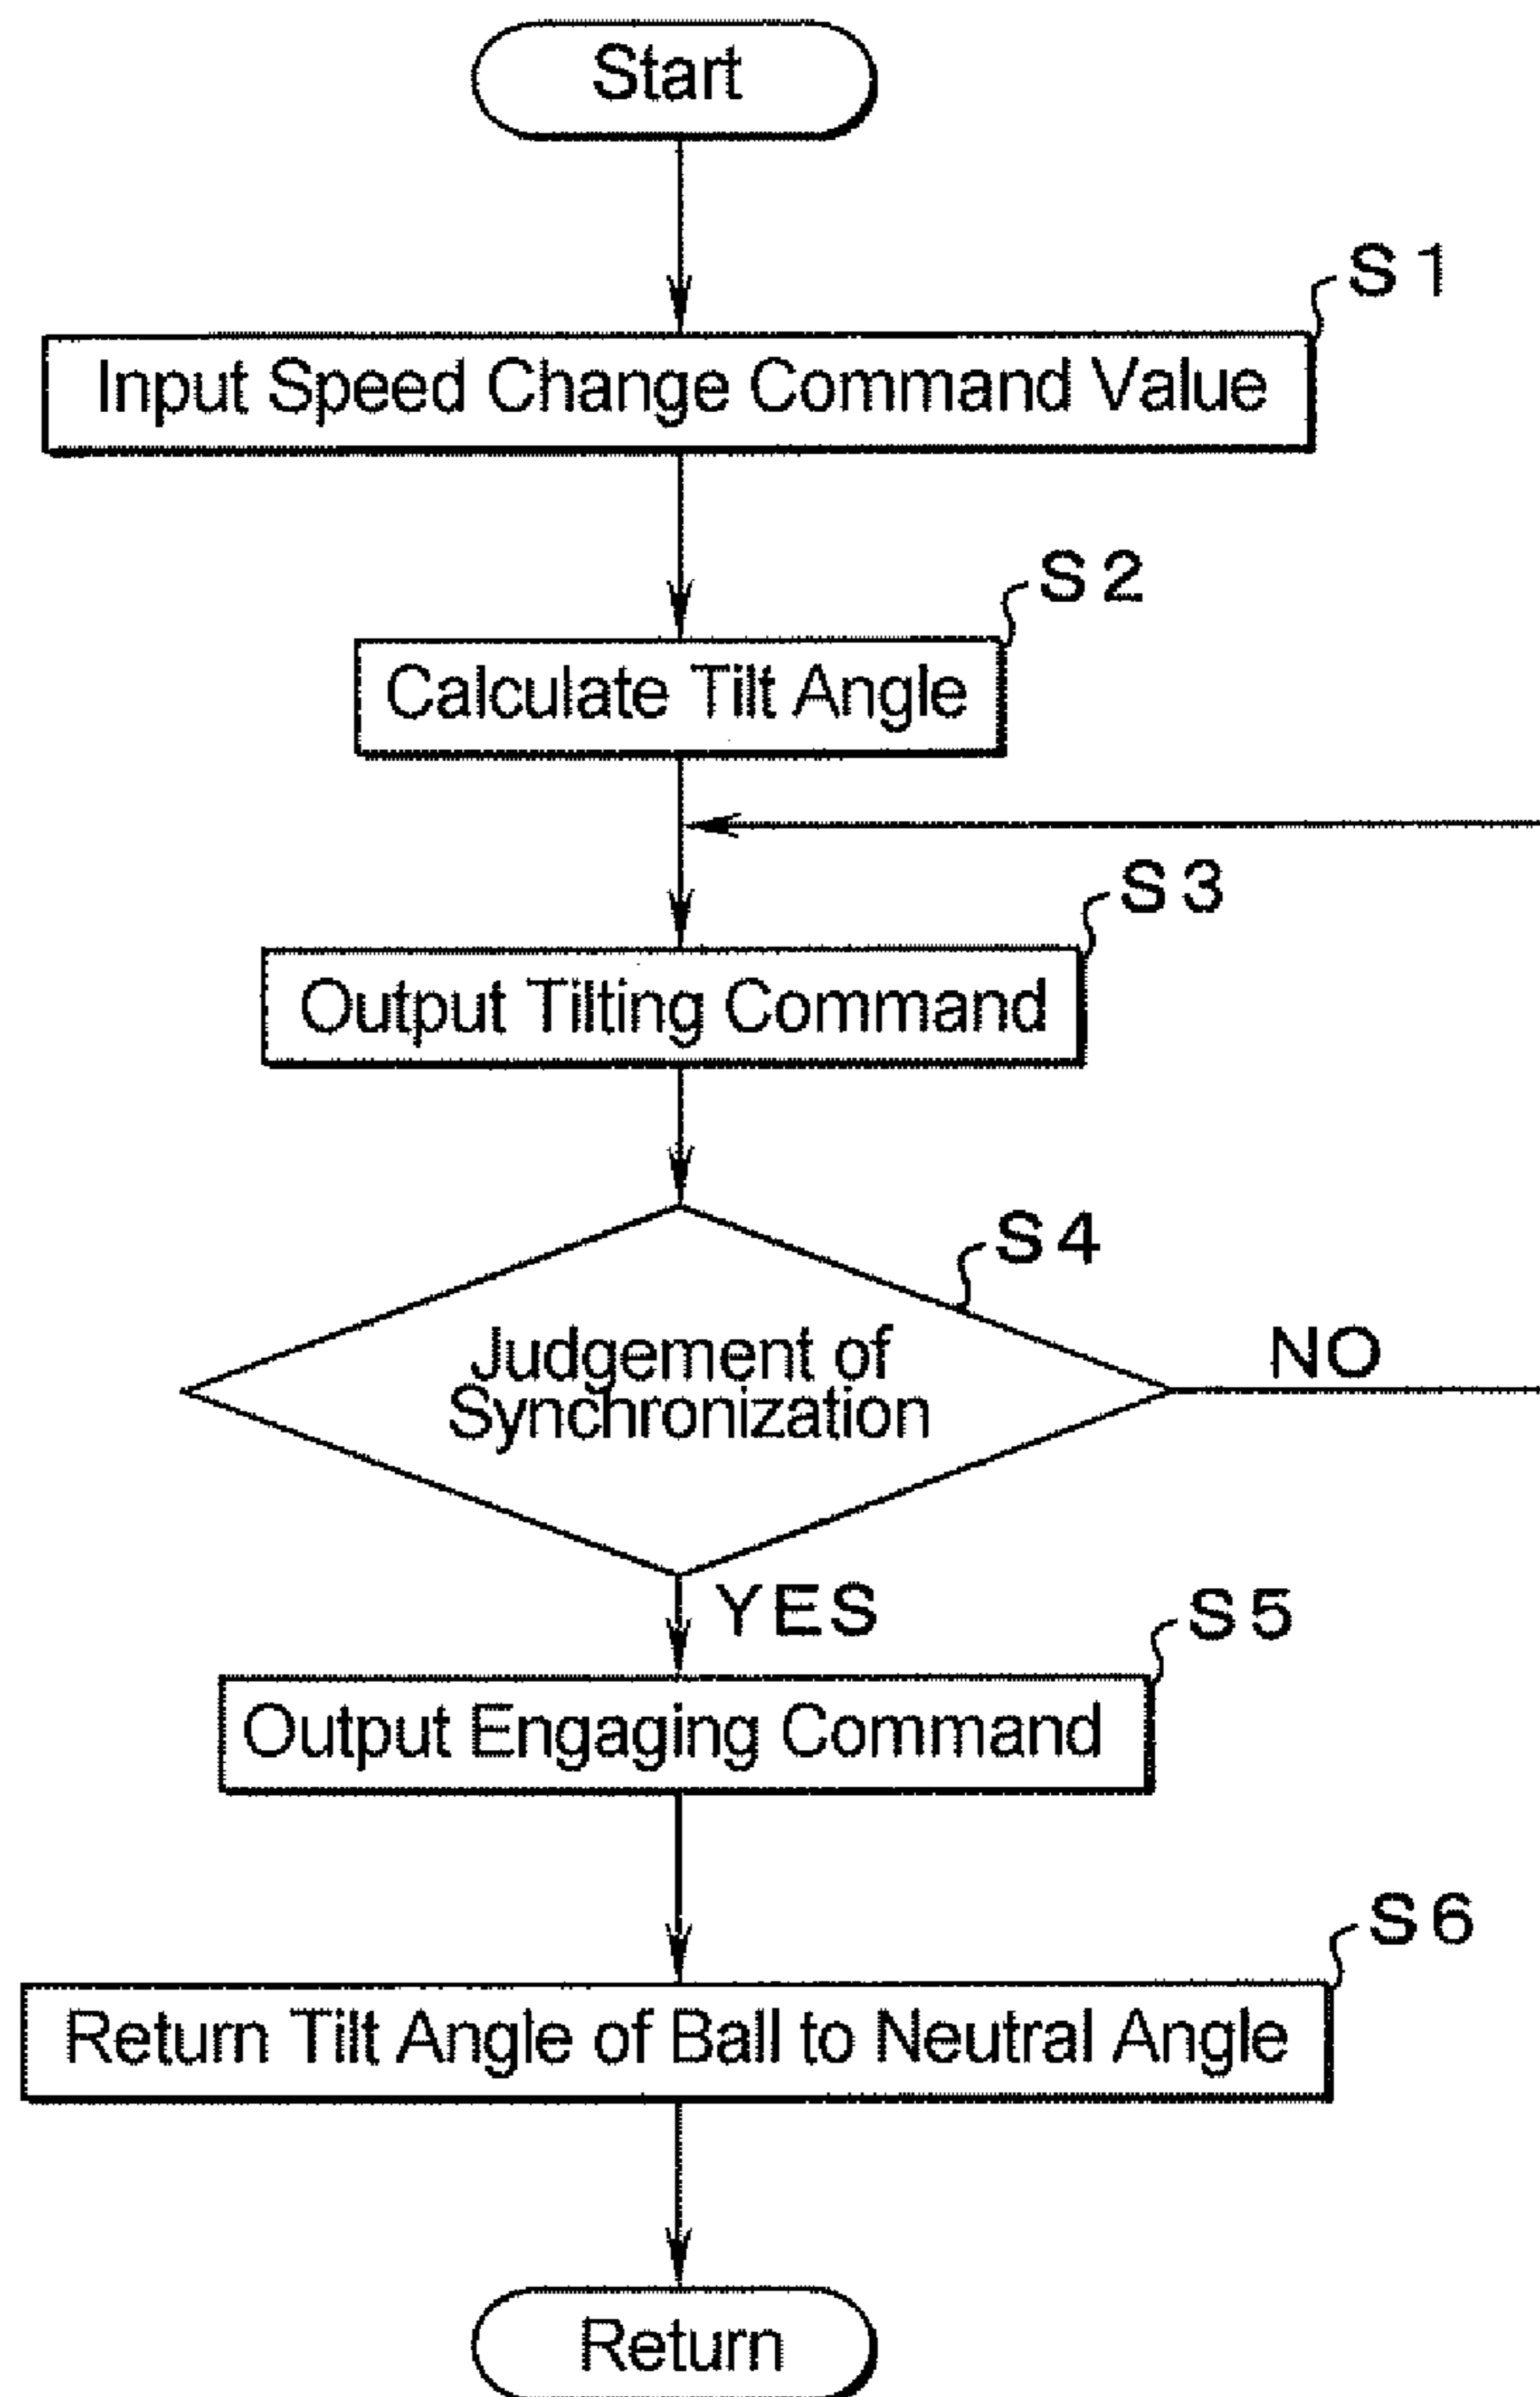 Start
S1
Input Speed Change Command Value
S2
Calculate Tilt Angle
S3
Output Tilting Command
S4
Judgement of
Synchronization
NO
YES
S5
Output Engaging Command
S6
Return Tilt Angle of Ball to Neutral Angle
Return